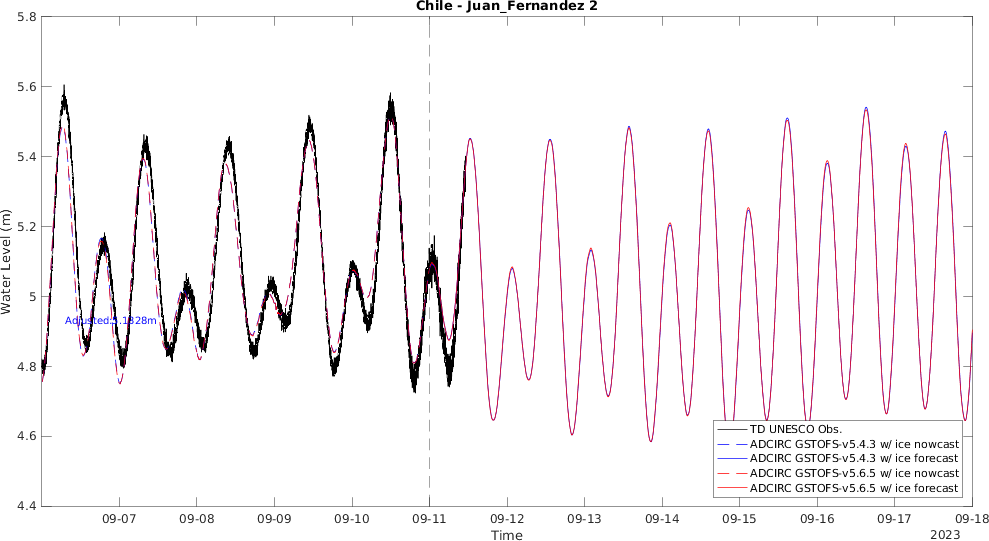 Chile - Juan_Fernandez 2
5.8
5.6
5.4
5.2
5
4.8
4.6
4.4
Water Level (m)
TD UNESCO Obs.
ADCIRC GSTOFS-v5.4.3 w/ ice nowcast
ADCIRC GSTOFS-v5.4.3 w/ ice forecast
ADCIRC GSTOFS-v5.6.5 w/ ice nowcast
ADCIRC GSTOFS-v5.6.5 w/ ice forecast
09-07 09-08 09-09 09-10 09-11 09-12 09-13 09-14 09-15 09-16 09-17 09-18
Time
2023